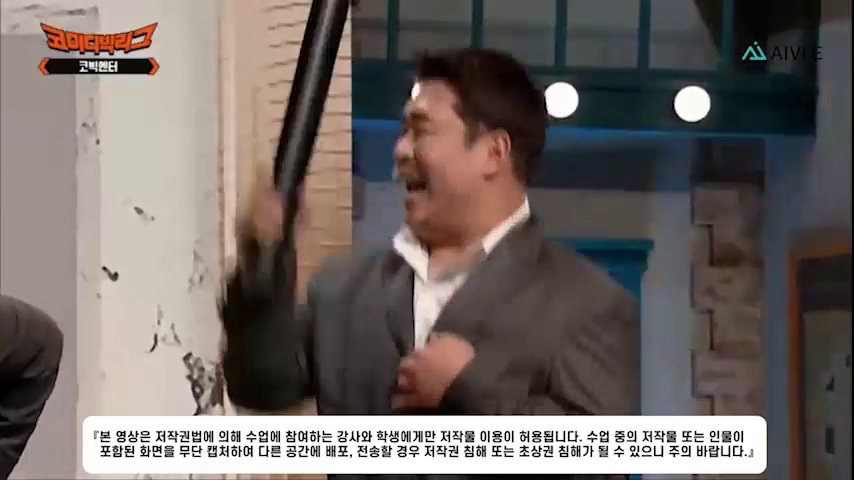 코미디빅리그
코빅엔터
『본 영상은 저작권법에 의해 수업에 참여하는 강사와 학생에게만 저작물 이용이 허용됩니다. 수업 중의 저작물 또는 인물이
포함된 화면을 무단 캡처하여 다른 공간에 배포, 전송할 경우 저작권 침해 또는 초상권 침해가 될 수 있으니 주의 바랍니다.』